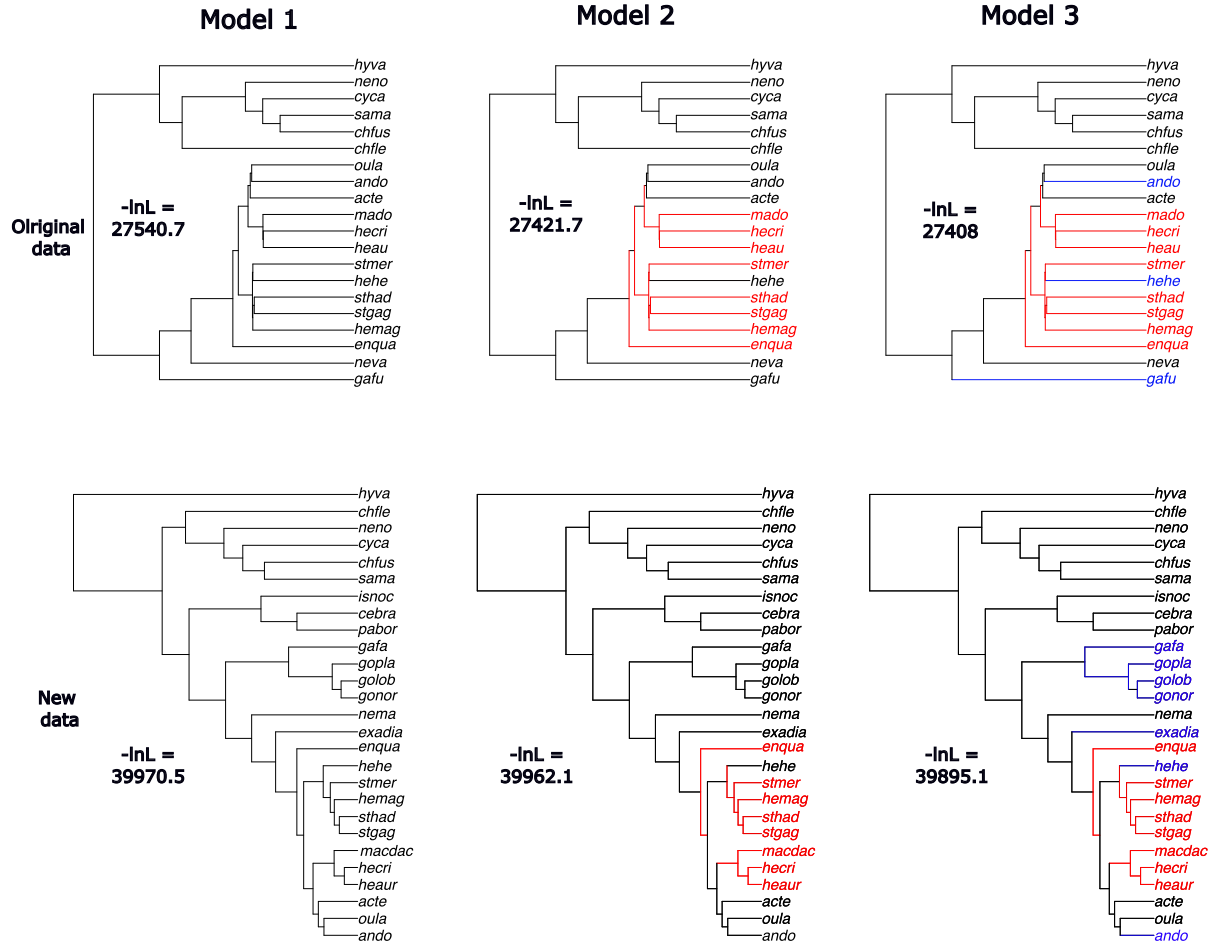 Model 1
Model 2
Model 3
Olriginal
data
-lnL =
27540.7
hyva
neno
cyca
sama
chfus
chfle
oula
ando
acte
mado
hecri
heau
stmer
hehe
sthad
stgag
hemag
enqua
neva
gafu
-lnL =
27421.7
hyva
neno
cyca
sama
chfus
chfle
oula
ando
acte
mado
hecri
heau
stmer
hehe
sthad
stgag
hemag
enqua
neva
gafu
-lnL =
27408
hyva
neno
cyca
sama
chfus
chfle
oula
ando
acte
mado
hecri
heau
stmer
hehe
sthad
stgag
hemag
enqua
neva
gafu
New
data
-lnL =
39970.5
hyva
chfle
neno
cyca
chfus
sama
isnoc
cebra
pabor
gafa
gopla
golob
gonor
nema
exadia
enqua
hehe
stmer
hemag
sthad
stgag
macdac
hecri
heaur
acte
oula
ando
-lnL =
39962.1
hyva
chfle
neno
cyca
chfus
sama
isnoc
cebra
pabor
gafa
gopla
golob
gonor
nema
exadia
enqua
hehe
stmer
hemag
sthad
stgag
macdac
hecri
heaur
acte
oula
ando
-lnL =
39895.1
hyva
chfle
neno
cyca
chfus
sama
isnoc
cebra
pabor
gafa
gopla
golob
gonor
nema
exadia
enqua
hehe
stmer
hemag
sthad
stgag
macdac
hecri
heaur
acte
oula
ando